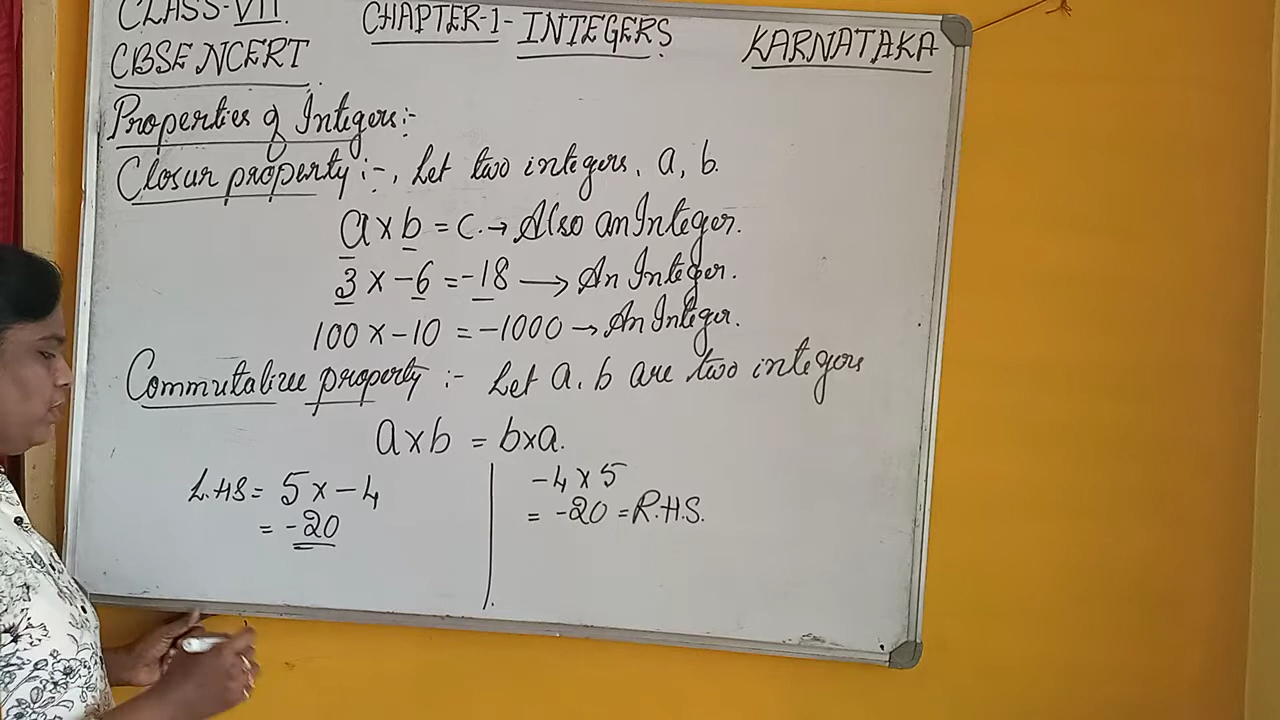 CLASS-VII.
CHAPTER-1- INTEGERS
KARNATAKA
CBSE NCERT
Properties of Integers:-
Closur property:-, Let two integers, a, b.
a x b = c. → Also an Integer.
3 x -6 = -18 → An Integer.
100 x -10 = -1000 → An Integer.
Commutative property :- Let a, b are two integers
a x b = b x a.
L.HS = 5 x -4
= -20
-4 x 5
= -20 = R.H.S.